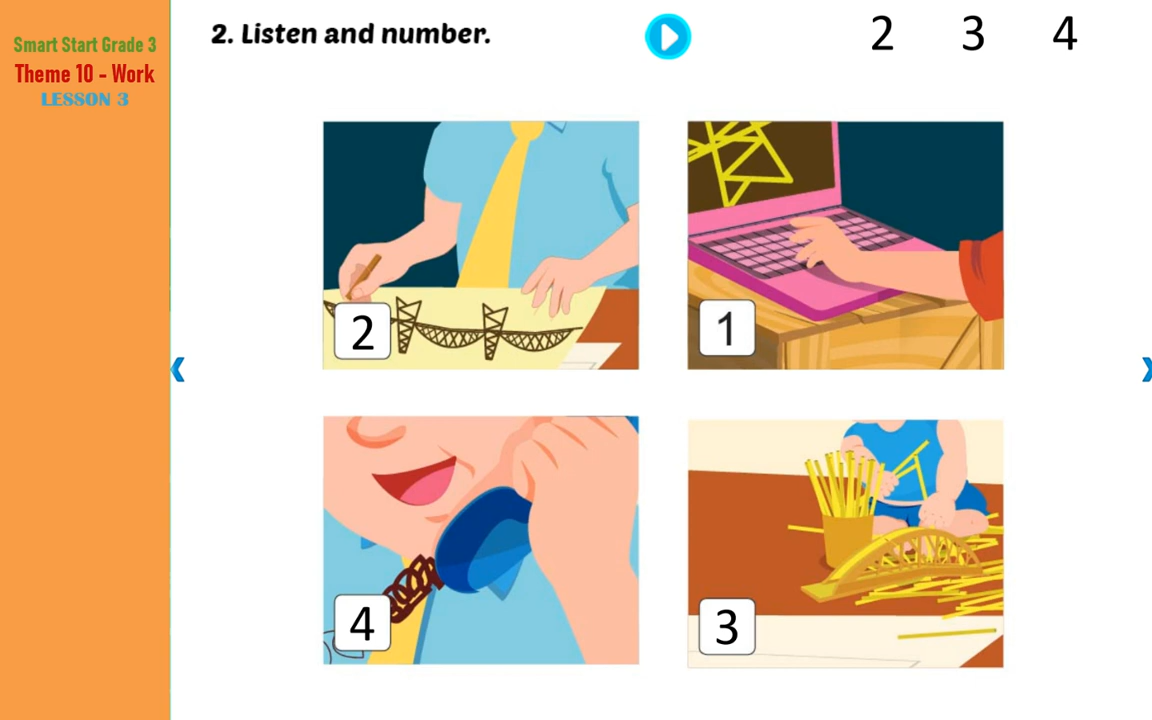 Smart Start Grade 3
Theme 10 - Work
LESSON 3
2. Listen and number.
2 3 4
2
1
4
3